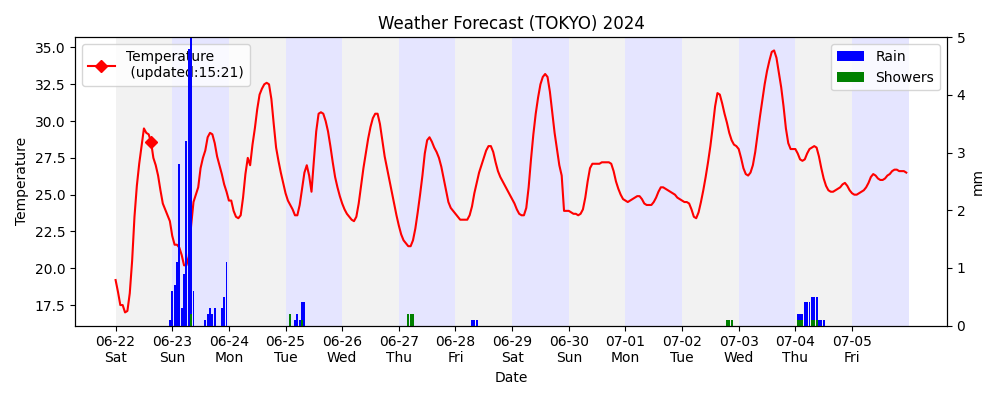 Weather Forecast (TOKYO) 2024
Temperature
(updated:15:21)
Rain
Showers
Temperature
35.0
32.5
30.0
27.5
25.0
22.5
20.0
17.5
5
4
3
2
1
0
mm
06-22 06-23 06-24 06-25 06-26 06-27 06-28 06-29 06-30 07-01 07-02 07-03 07-04 07-05
Sat Sun Mon Tue Wed Thu Fri Sat Sun Mon Tue Wed Thu Fri
Date